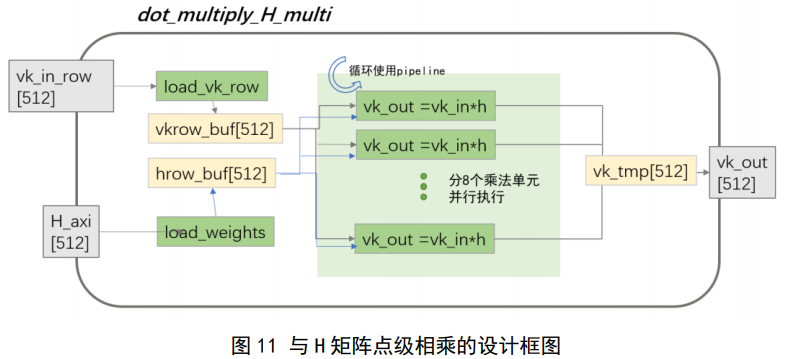 dot_multiply_H_multi
vk_in_row
[512]
load_vk_row
vkrow_buf[512]
hrow_buf[512]
H_axi
[512]
load_weights
循环使用pipeline
vk_out =vk_in*h
vk_out =vk_in*h
分8个乘法单元
并行执行
vk_out =vk_in*h
vk_tmp[512]
vk_out
[512]
图 11 与 H 矩阵点级相乘的设计框图